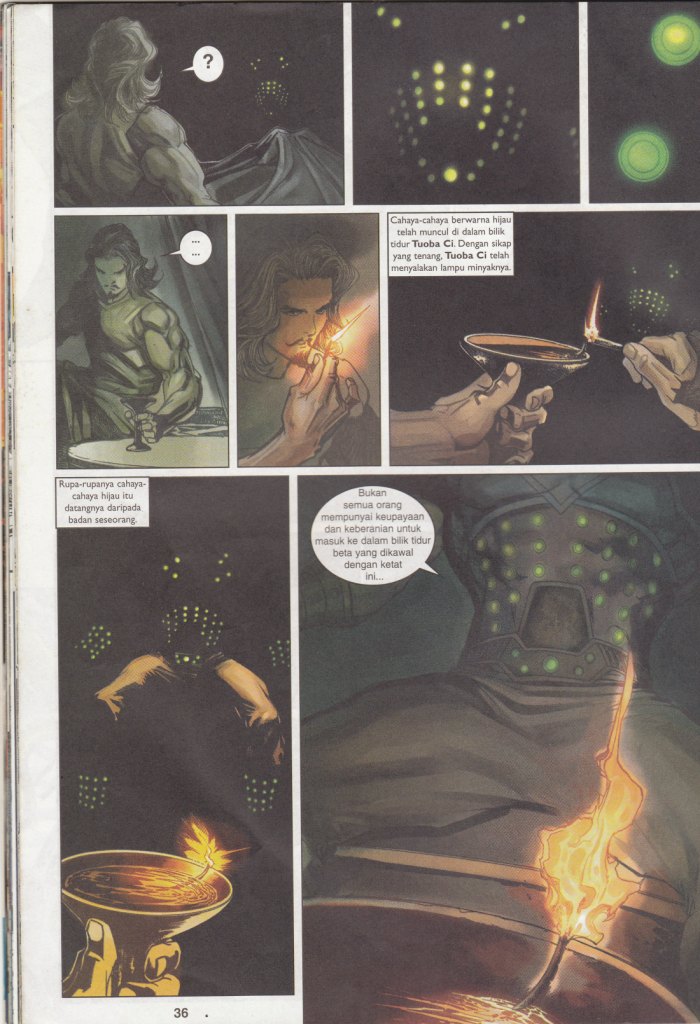 ?
...
...
Cahaya-cahaya berwarna hijau
telah muncul di dalam bilik
tidur Tuoba Ci. Dengan sikap
yang tenang, Tuoba Ci telah
menyalakan lampu minyaknya.
Rupa-rupanya cahaya-
cahaya hijau itu
datangnya daripada
badan seseorang.
Bukan
semua orang
mempunyai keupayaan
dan keberanian untuk
masuk ke dalam bilik tidur
beta yang dikawal
dengan ketat
ini...
36